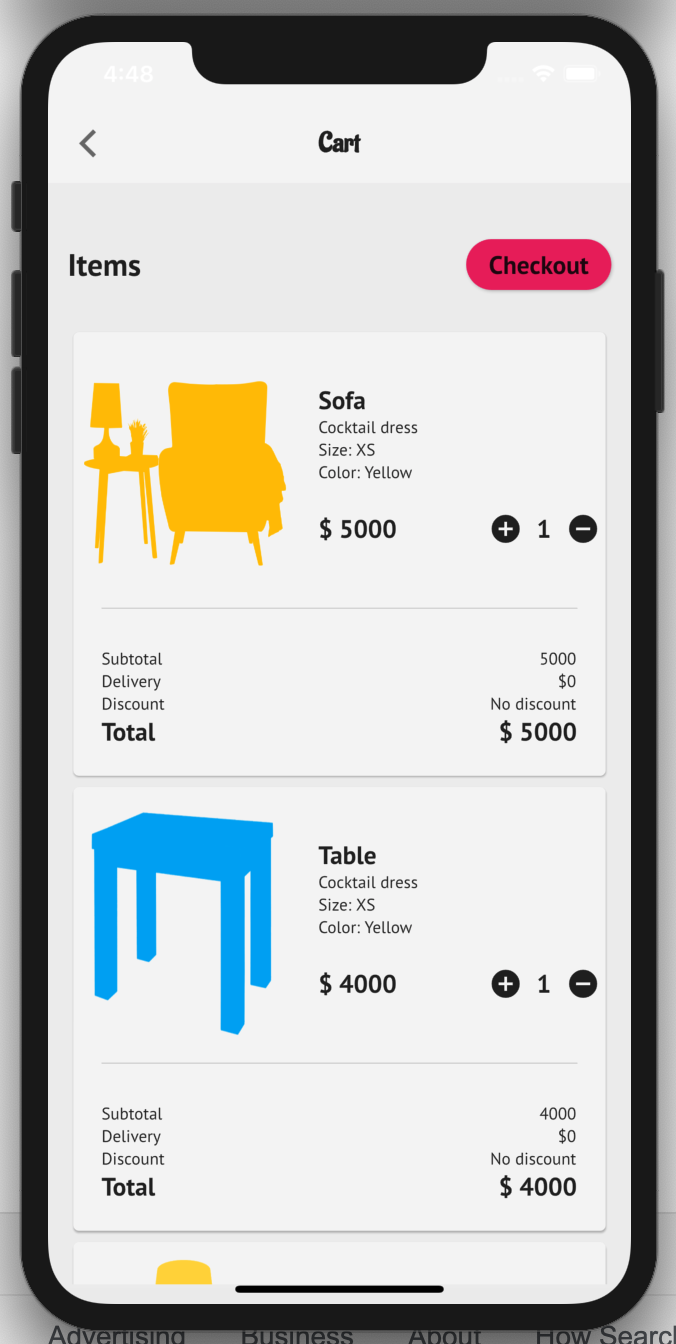 4:48
Cart
Items
Checkout
Sofa
Cocktail dress
Size: XS
Color: Yellow
$ 5000
1
Subtotal 5000
Delivery $0
Discount No discount
Total $ 5000
Table
Cocktail dress
Size: XS
Color: Yellow
$ 4000
1
Subtotal 4000
Delivery $0
Discount No discount
Total $ 4000
Advertising Business About How Search